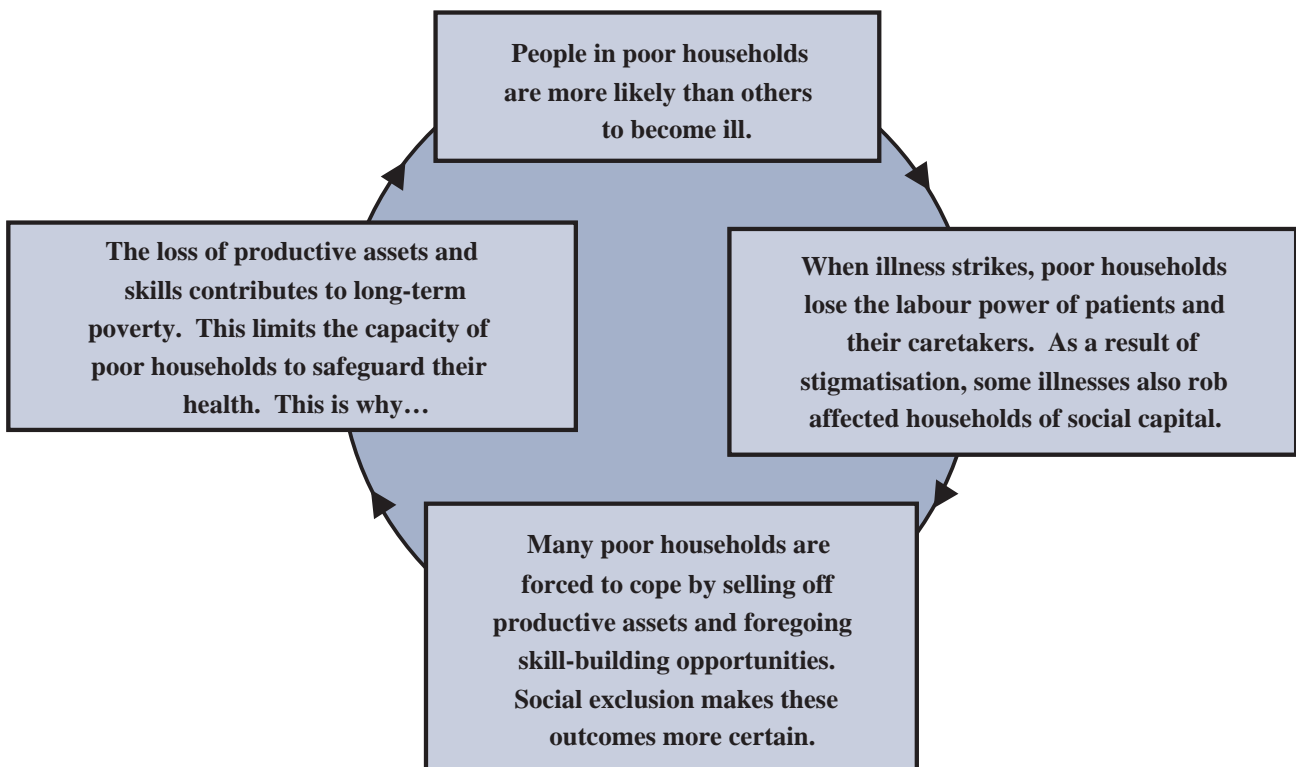 People in poor households
are more likely than others
to become ill.
When illness strikes, poor households
lose the labour power of patients and
their caretakers. As a result of
stigmatisation, some illnesses also rob
affected households of social capital.
Many poor households are
forced to cope by selling off
productive assets and foregoing
skill-building opportunities.
Social exclusion makes these
outcomes more certain.
The loss of productive assets and
skills contributes to long-term
poverty. This limits the capacity of
poor households to safeguard their
health. This is why…